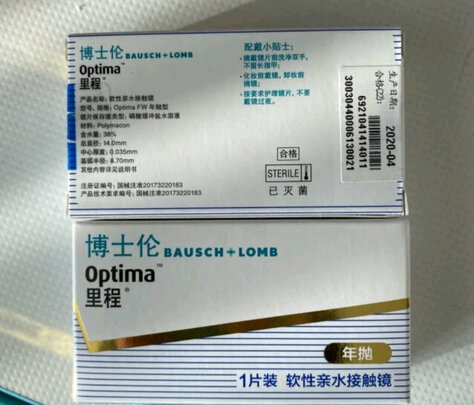 博士伦 BAUSCH + LOMB
Optima™
里程®
产品名称：软性亲水接触镜
型号、规格：Optima FW 年抛型
镜片保存液类型：磷酸缓冲盐水溶液
材料：Polymacon
含水量：38%
总直径：14.0mm
中心厚度：0.035mm
基弧半径：8.70mm
其他内容详见说明书
注册证编号：国械注准20173220183
产品技术要求编号：国械注准20173220183
配戴小贴士：
·摘戴镜片前洗净双手，
不留长指甲；
·化妆前戴镜，卸妆前
摘镜；
·按要求护理镜片，不要
戴镜过夜。
合格
STERILE
已灭菌
生产日期：
2020-04
合格(22)
6921041414011
300304400061300​21
博士伦 BAUSCH + LOMB
Optima™
里程®
年抛
1片装 软性亲水接触镜